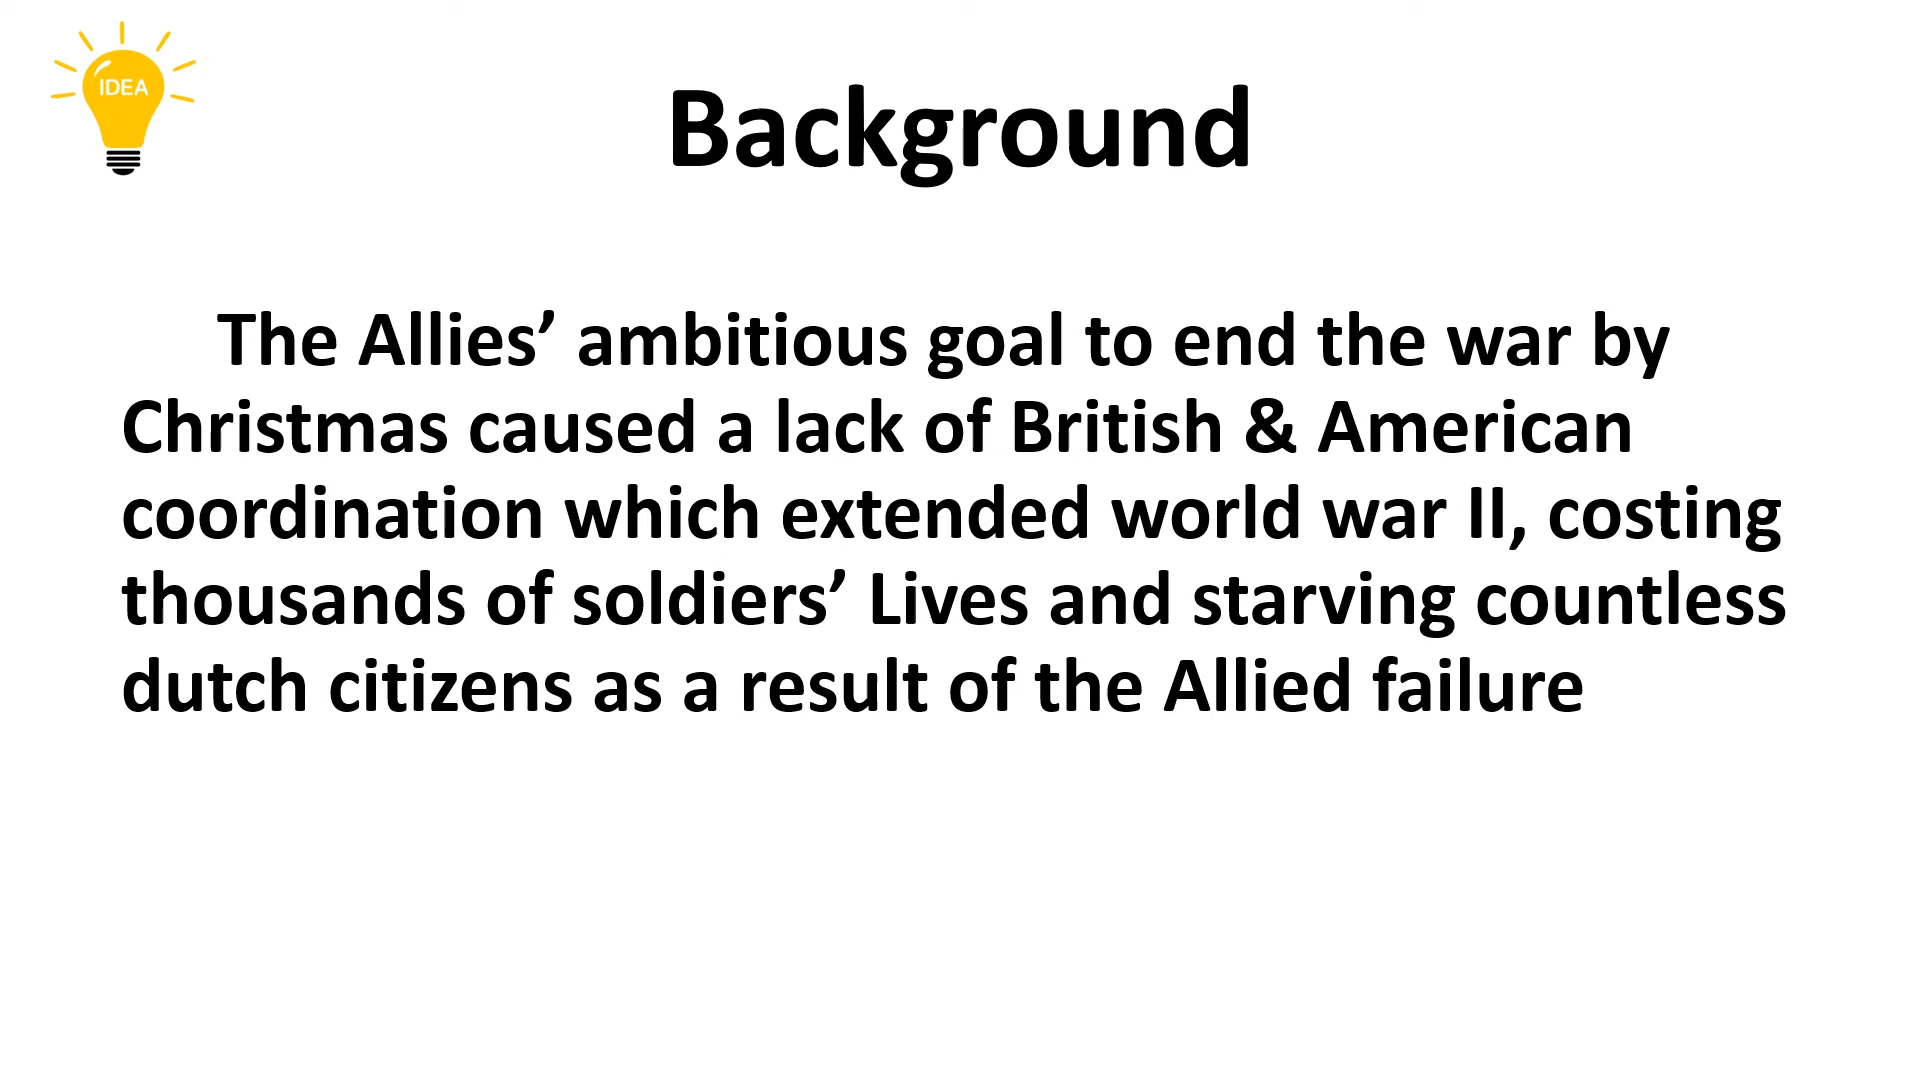 IDEA
Background
The Allies’ ambitious goal to end the war by
Christmas caused a lack of British & American
coordination which extended world war II, costing
thousands of soldiers’ Lives and starving countless
dutch citizens as a result of the Allied failure